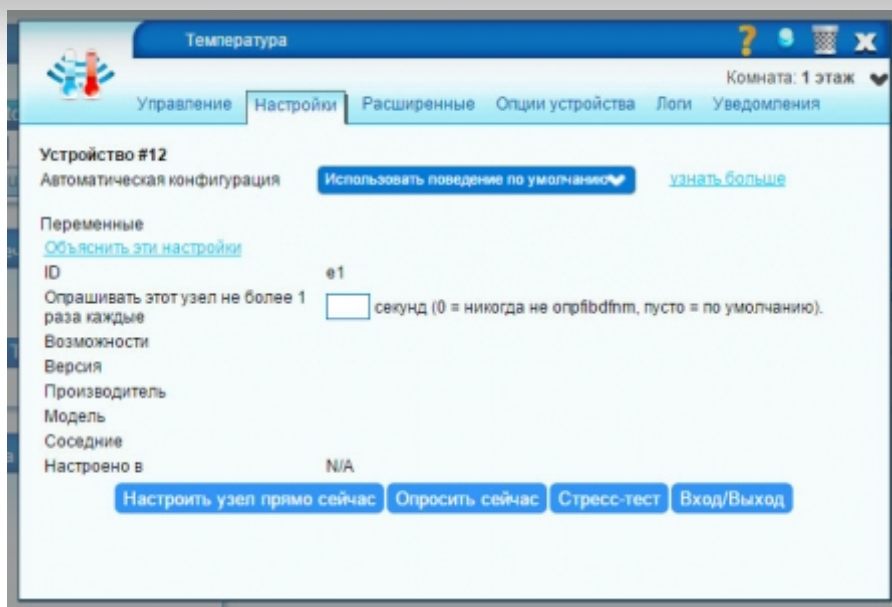 Температура
Комната: 1 этаж
Управление Настройки Расширенные Опции устройства Логи Уведомления
Устройство #12
Автоматическая конфигурация Использовать поведение по умолчанию узнать больше
Переменные
Объяснить эти настройки
ID e1
Опрашивать этот узел не более 1 секунд (0 = никогда не опрfibdfnm, пусто = по умолчанию).
раза каждые
Возможности
Версия
Производитель
Модель
Соседние
Настроено в N/A
Настроить узел прямо сейчас Опросить сейчас Стресс-тест Вход/Выход